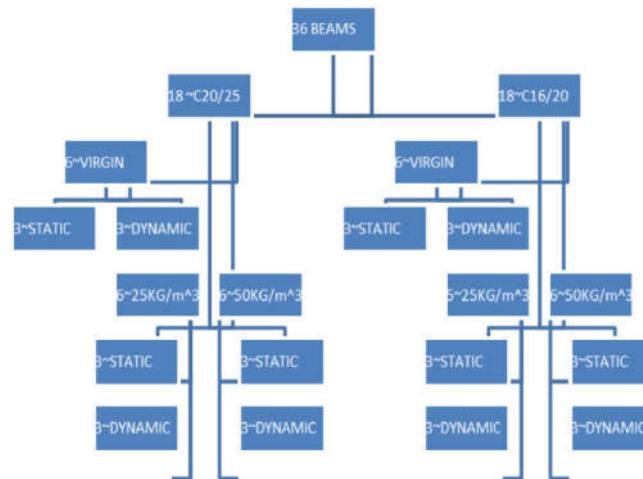 36 BEAMS
18~C20/25
18~C16/20
6~VIRGIN
6~VIRGIN
3~STATIC
3~DYNAMIC
3~STATIC
3~DYNAMIC
6~25KG/m^3
6~50KG/m^3
6~25KG/m^3
6~50KG/m^3
3~STATIC
3~STATIC
3~STATIC
3~STATIC
3~DYNAMIC
3~DYNAMIC
3~DYNAMIC
3~DYNAMIC